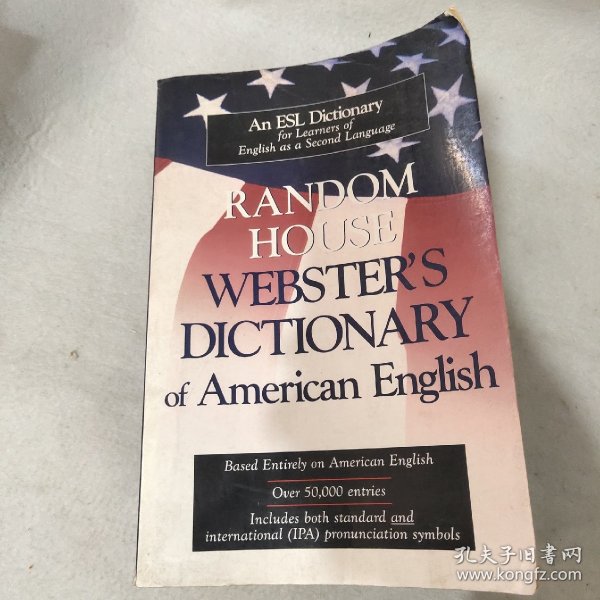 An ESL Dictionary
for Learners of
English as a Second Language
RANDOM
HOUSE
WEBSTER'S
DICTIONARY
of American English
Based Entirely on American English
Over 50,000 entries
Includes both standard and
international (IPA) pronunciation symbols
孔夫子旧书网
www.kongfz.com